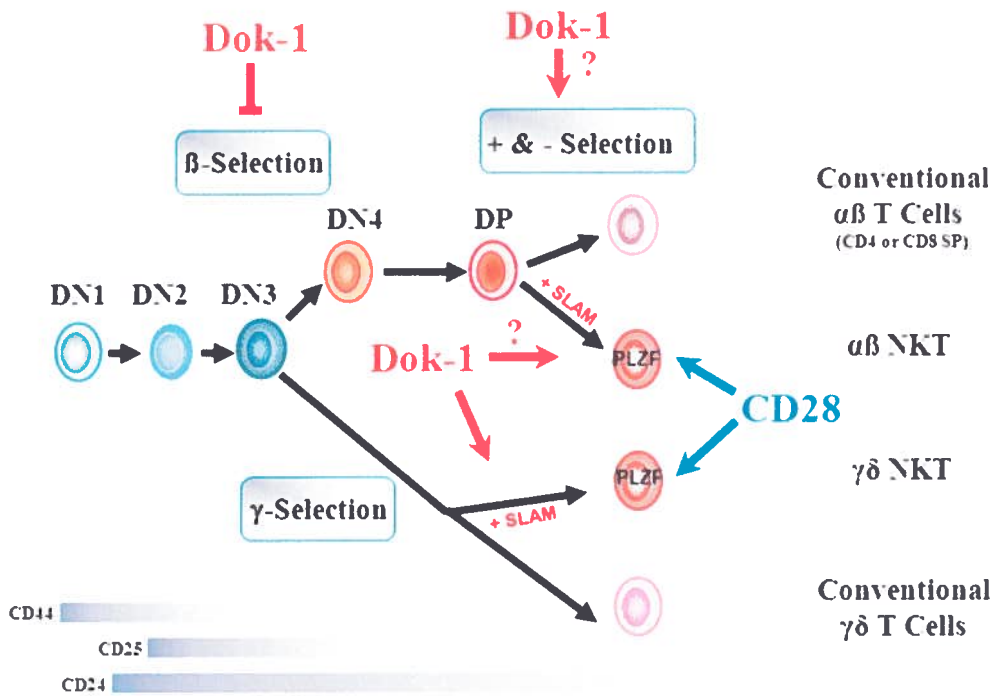 Dok-1
Dok-1
?
ß-Selection
+ & - Selection
Conventional
αß T Cells
(CD4 or CD8 SP)
DN4
DP
DN1
DN2
DN3
+ SLAM
?
Dok-1
PLZF
αß NKT
CD28
PLZF
γδ NKT
γ-Selection
+ SLAM
Conventional
γδ T Cells
CD44
CD25
CD24